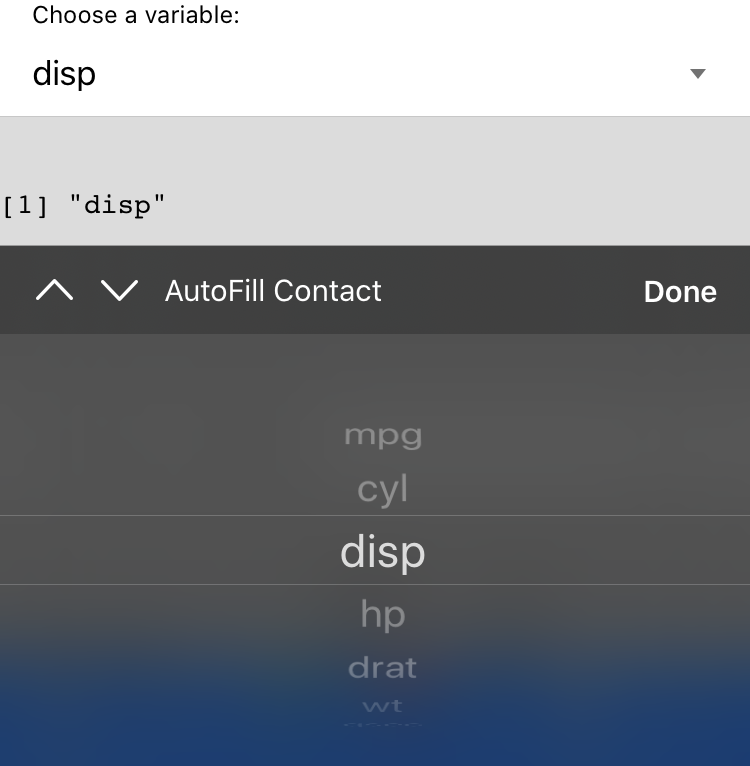 Choose a variable:
disp
[1] "disp"
AutoFill Contact Done
mpg
cyl
disp
hp
drat
wt